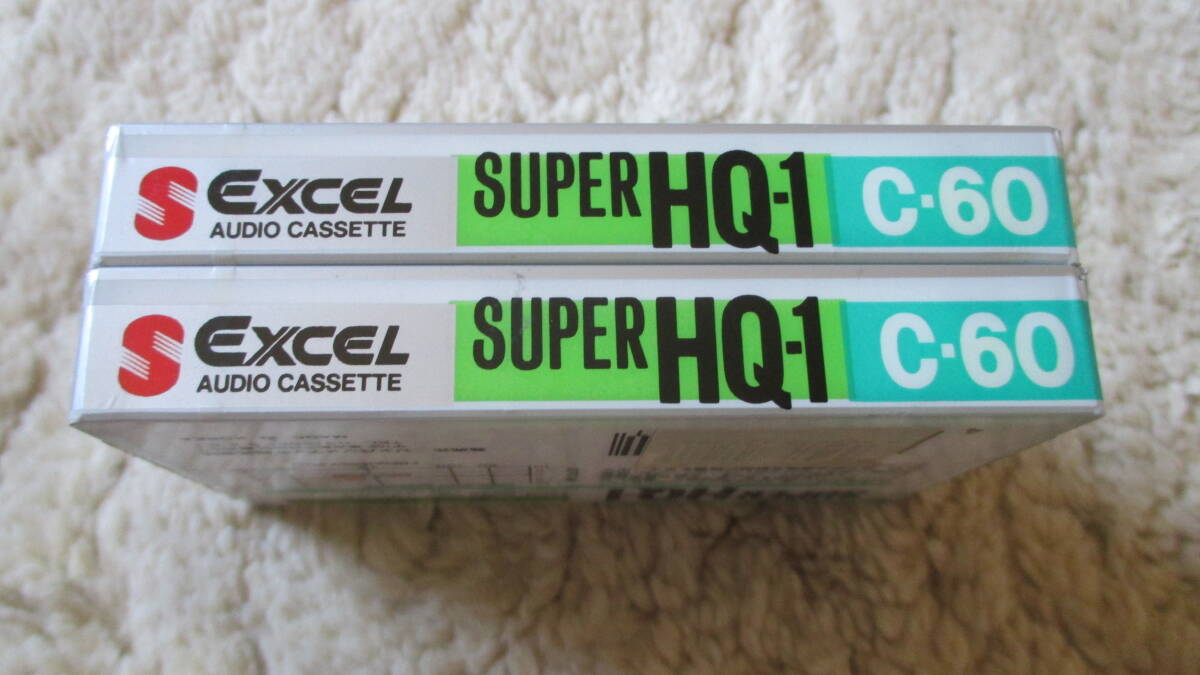 S EXCEL
AUDIO CASSETTE
SUPER HQ-1
C-60
S EXCEL
AUDIO CASSETTE
SUPER HQ-1
C-60